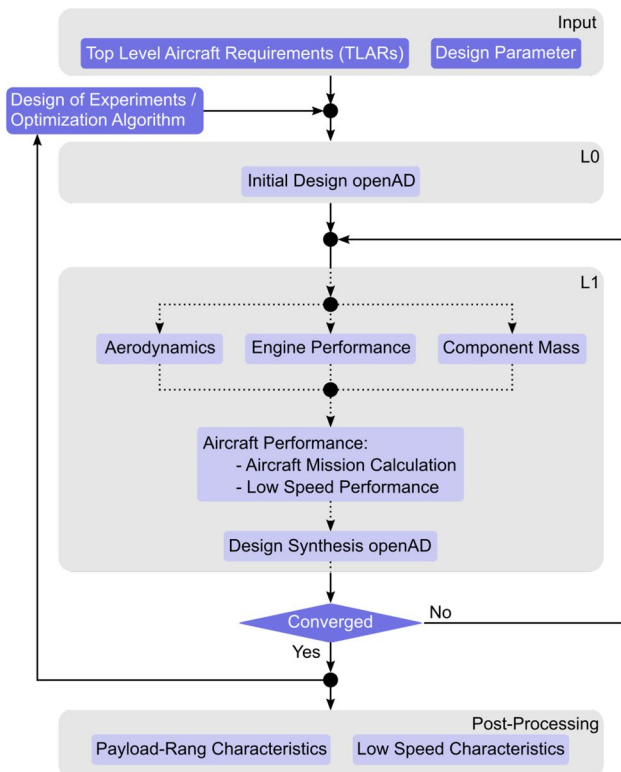 Input
Top Level Aircraft Requirements (TLARs)
Design Parameter
Design of Experiments /
Optimization Algorithm
L0
Initial Design openAD
L1
Aerodynamics
Engine Performance
Component Mass
Aircraft Performance:
- Aircraft Mission Calculation
- Low Speed Performance
Design Synthesis openAD
Converged
No
Yes
Post-Processing
Payload-Rang Characteristics
Low Speed Characteristics